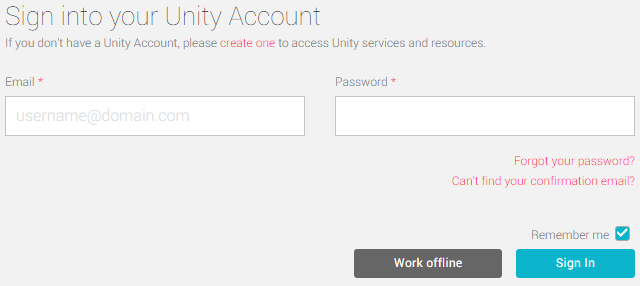 Sign into your Unity Account
If you don't have a Unity Account, please create one to access Unity services and resources.
Email * Password *
username@domain.com
Forgot your password?
Can't find your confirmation email?
Remember me
Work offline Sign In